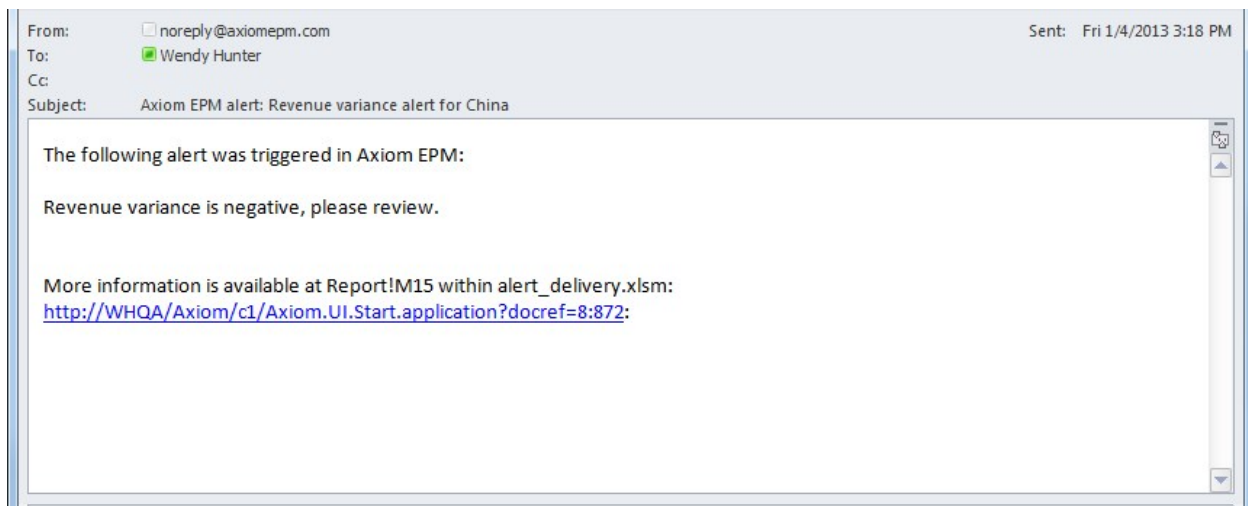 From: noreply@axiomepm.com Sent: Fri 1/4/2013 3:18 PM
To: Wendy Hunter
Cc:
Subject: Axiom EPM alert: Revenue variance alert for China
The following alert was triggered in Axiom EPM:
Revenue variance is negative, please review.
More information is available at Report!M15 within alert_delivery.xlsm:
http://WHQA/Axiom/c1/Axiom.UI.Start.application?docref=8:872: